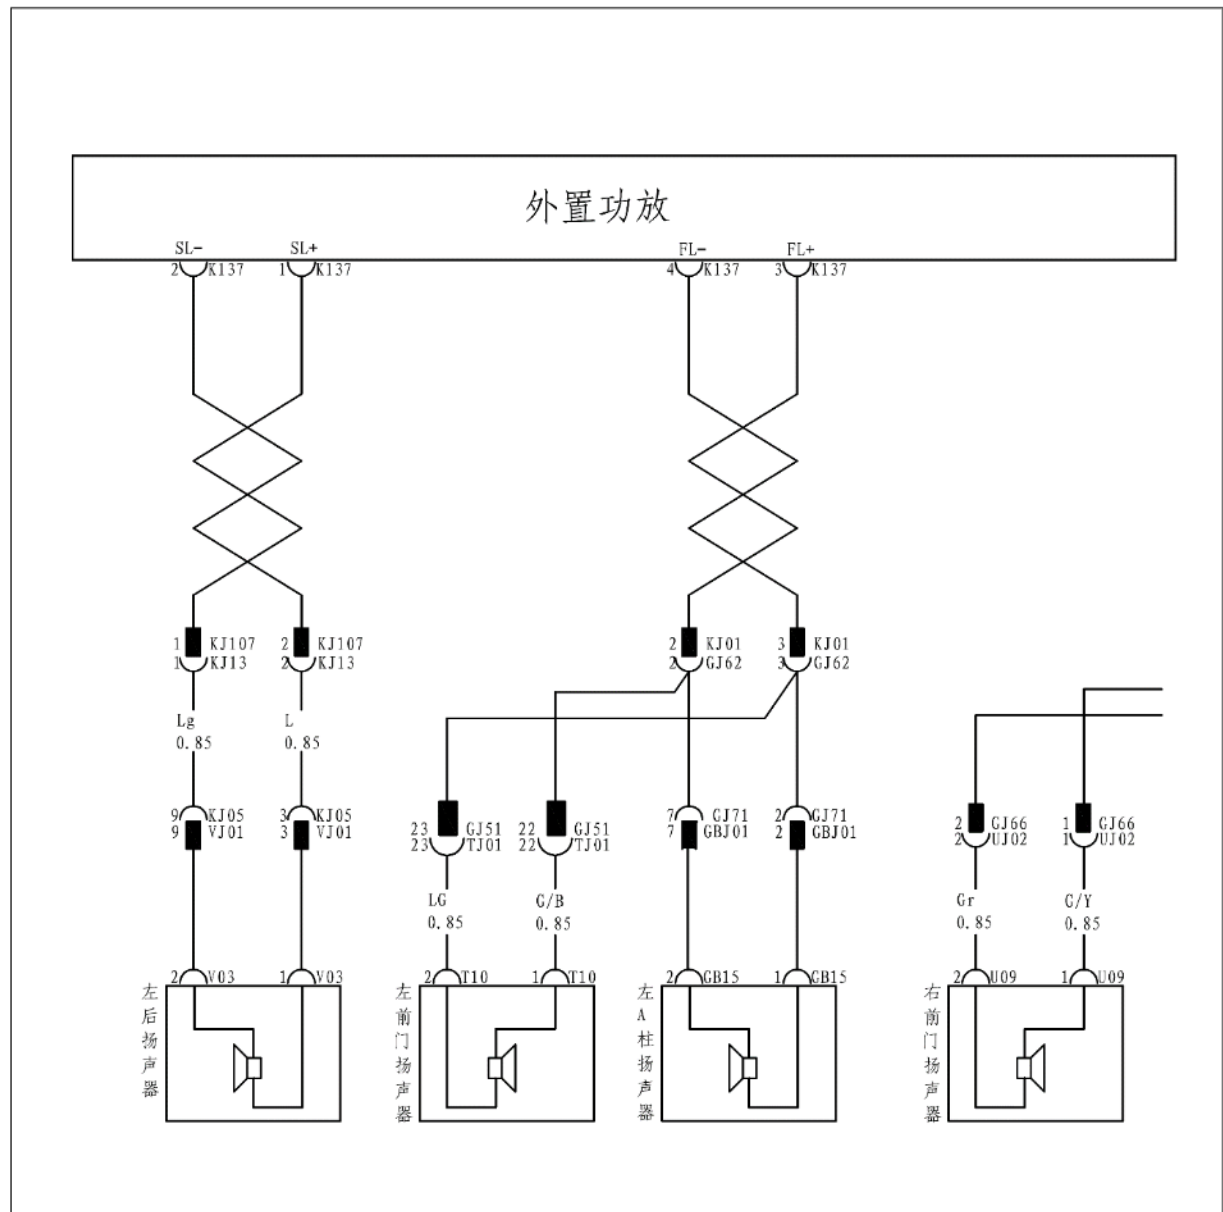 外置功放
SL-
SL+
FL-
FL+
2 K137
1 K137
4 K137
3 K137
1 KJ107
2 KJ107
2 KJ01
3 KJ01
1 KJ13
2 KJ13
2 GJ62
3 GJ62
Lg
0.85
L
0.85
9 KJ05
3 KJ05
7 GJ71
2 GJ71
9 VJ01
3 VJ01
7 GBJ01
2 GBJ01
23 GJ51
22 GJ51
2 GJ66
1 GJ66
23 TJ01
22 TJ01
2 UJ02
1 UJ02
LG
0.85
G/B
0.85
Gr
0.85
G/Y
0.85
2 V03
1 V03
2 T10
1 T10
2 GB15
1 GB15
2 U09
1 U09
左后扬声器
左前门扬声器
左A柱扬声器
右前门扬声器